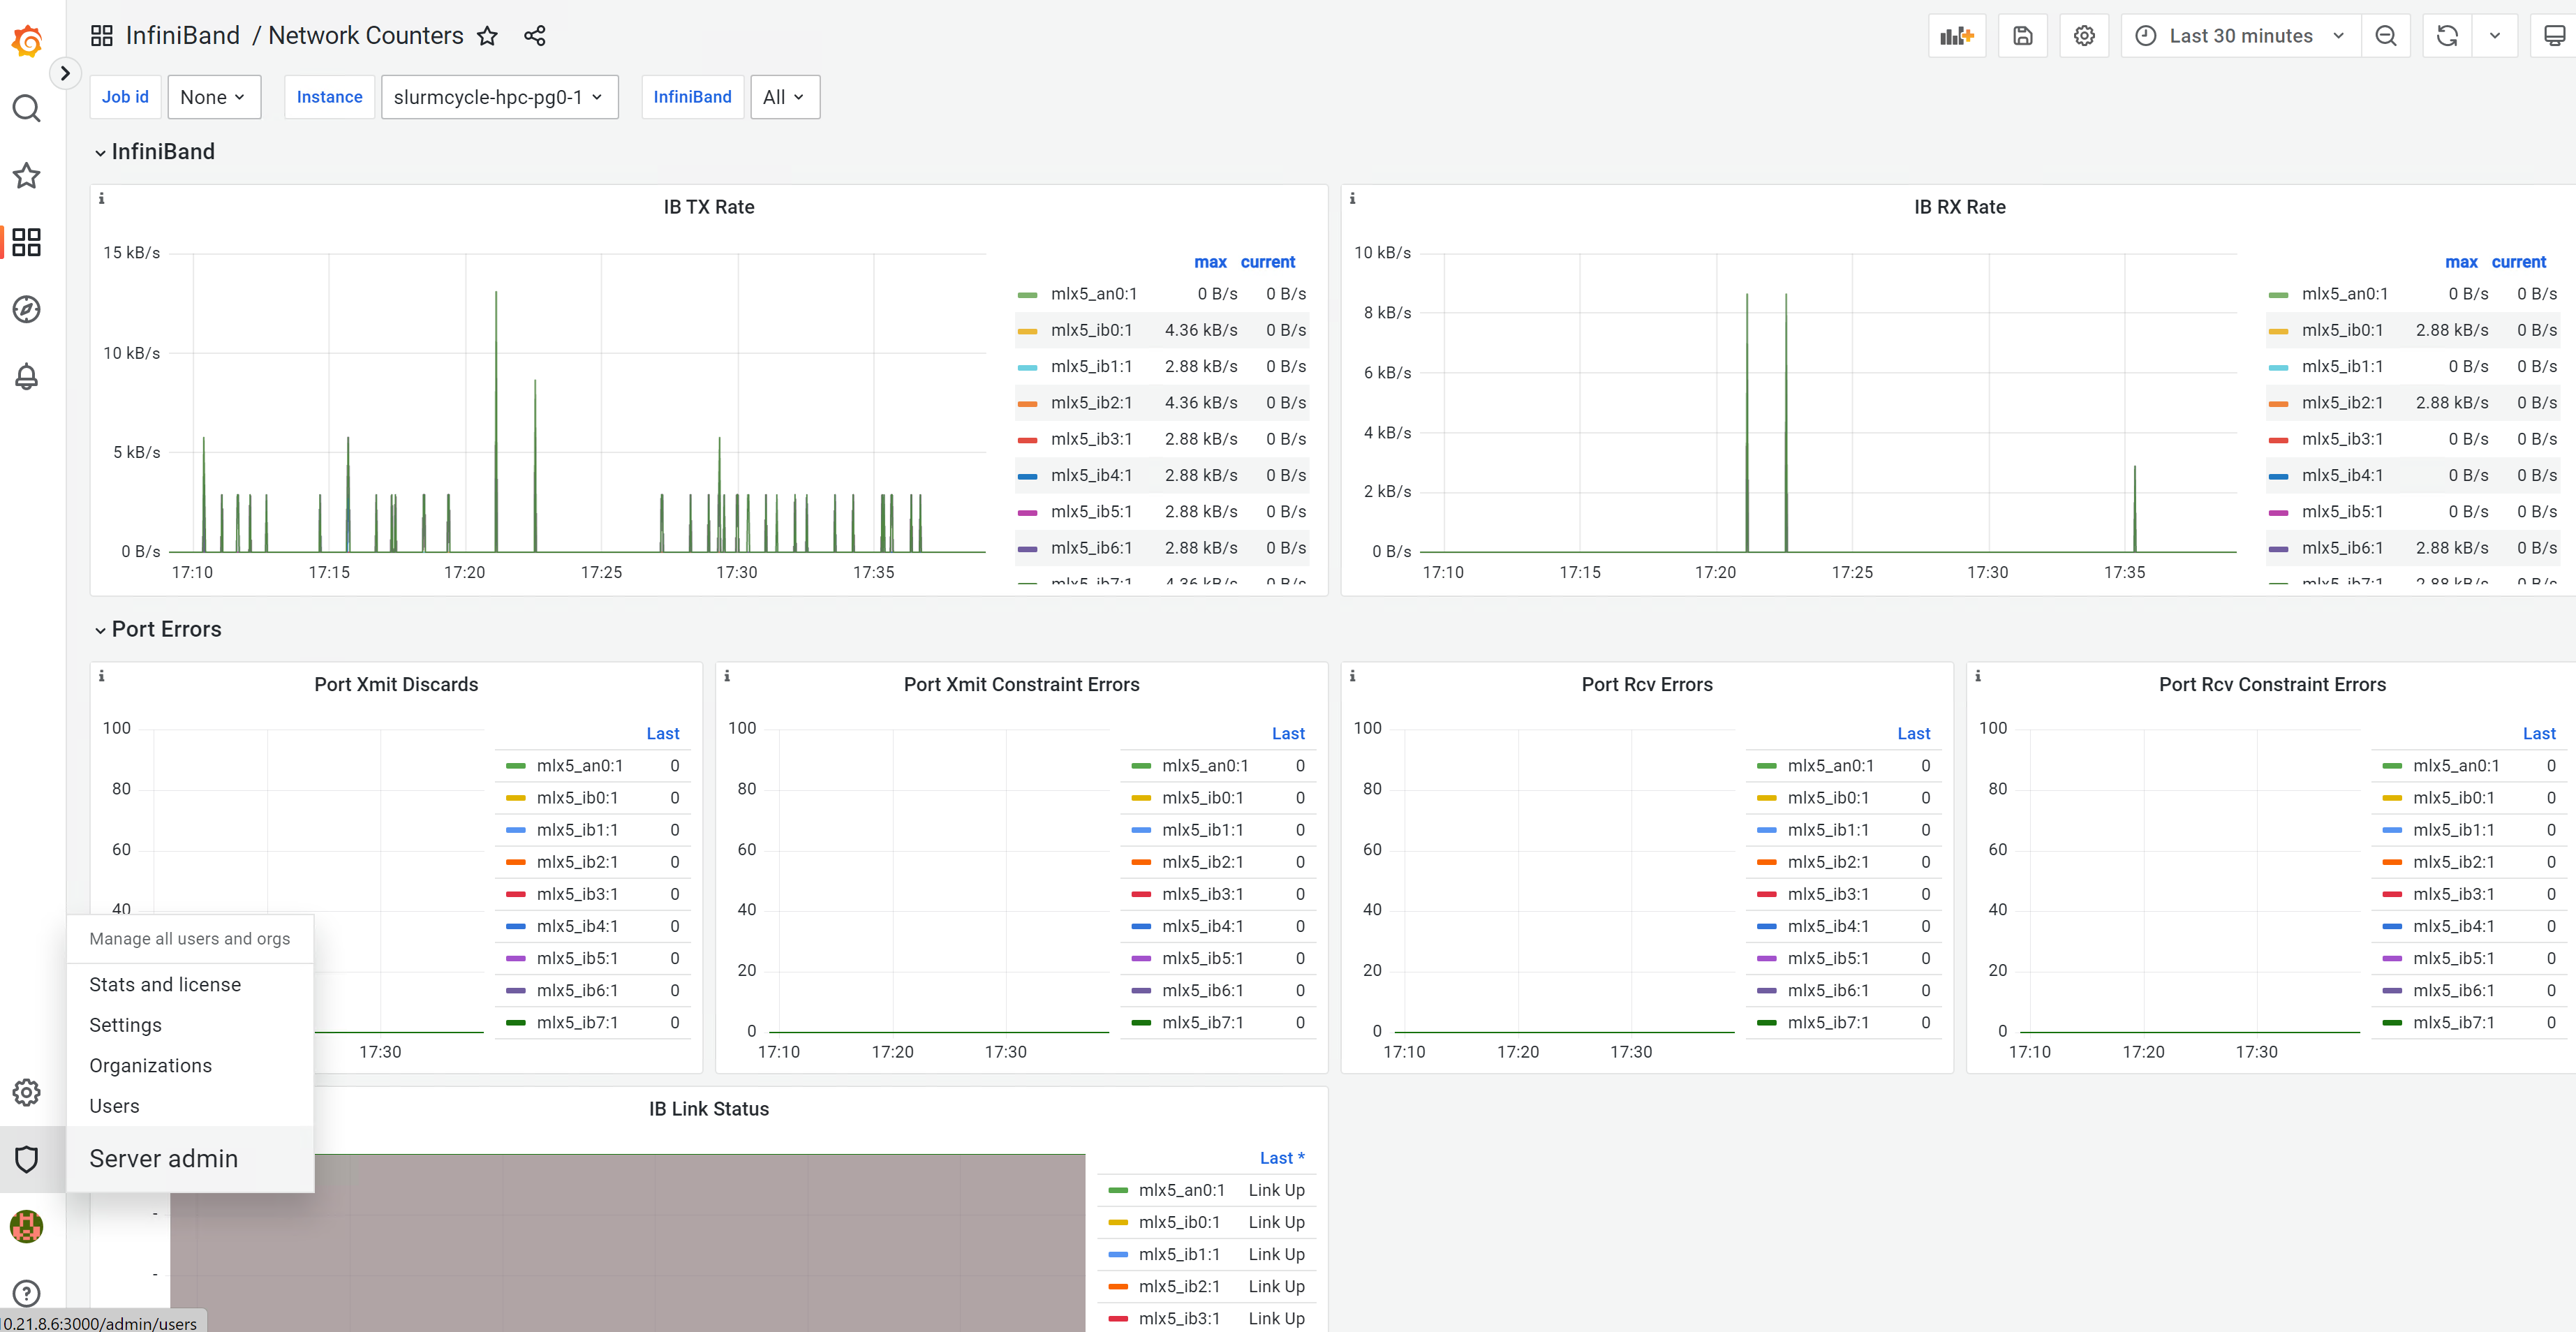 InfiniBand / Network Counters
Last 30 minutes
Job id None Instance slurmcycle-hpc-pg0-1 InfiniBand All
InfiniBand
IB TX Rate
15 kB/s
10 kB/s
5 kB/s
0 B/s
17:10 17:15 17:20 17:25 17:30 17:35
max current
mlx5_an0:1 0 B/s 0 B/s
mlx5_ib0:1 4.36 kB/s 0 B/s
mlx5_ib1:1 2.88 kB/s 0 B/s
mlx5_ib2:1 4.36 kB/s 0 B/s
mlx5_ib3:1 2.88 kB/s 0 B/s
mlx5_ib4:1 2.88 kB/s 0 B/s
mlx5_ib5:1 2.88 kB/s 0 B/s
mlx5_ib6:1 2.88 kB/s 0 B/s
mlx5_ib7:1 4.36 kB/s 0 B/s
IB RX Rate
10 kB/s
8 kB/s
6 kB/s
4 kB/s
2 kB/s
0 B/s
17:10 17:15 17:20 17:25 17:30 17:35
max current
mlx5_an0:1 0 B/s 0 B/s
mlx5_ib0:1 2.88 kB/s 0 B/s
mlx5_ib1:1 0 B/s 0 B/s
mlx5_ib2:1 2.88 kB/s 0 B/s
mlx5_ib3:1 0 B/s 0 B/s
mlx5_ib4:1 0 B/s 0 B/s
mlx5_ib5:1 0 B/s 0 B/s
mlx5_ib6:1 2.88 kB/s 0 B/s
mlx5_ib7:1 2.88 kB/s 0 B/s
Port Errors
Port Xmit Discards
100
80
60
40
17:30
Last
mlx5_an0:1 0
mlx5_ib0:1 0
mlx5_ib1:1 0
mlx5_ib2:1 0
mlx5_ib3:1 0
mlx5_ib4:1 0
mlx5_ib5:1 0
mlx5_ib6:1 0
mlx5_ib7:1 0
Port Xmit Constraint Errors
100
80
60
40
20
0
17:10 17:20 17:30
Last
mlx5_an0:1 0
mlx5_ib0:1 0
mlx5_ib1:1 0
mlx5_ib2:1 0
mlx5_ib3:1 0
mlx5_ib4:1 0
mlx5_ib5:1 0
mlx5_ib6:1 0
mlx5_ib7:1 0
Port Rcv Errors
100
80
60
40
20
0
17:10 17:20 17:30
Last
mlx5_an0:1 0
mlx5_ib0:1 0
mlx5_ib1:1 0
mlx5_ib2:1 0
mlx5_ib3:1 0
mlx5_ib4:1 0
mlx5_ib5:1 0
mlx5_ib6:1 0
mlx5_ib7:1 0
Port Rcv Constraint Errors
100
80
60
40
20
0
17:10 17:20 17:30
Last
mlx5_an0:1 0
mlx5_ib0:1 0
mlx5_ib1:1 0
mlx5_ib2:1 0
mlx5_ib3:1 0
mlx5_ib4:1 0
mlx5_ib5:1 0
mlx5_ib6:1 0
mlx5_ib7:1 0
Manage all users and orgs
Stats and license
Settings
Organizations
Users
Server admin
IB Link Status
-
-
Last *
mlx5_an0:1 Link Up
mlx5_ib0:1 Link Up
mlx5_ib1:1 Link Up
mlx5_ib2:1 Link Up
mlx5_ib3:1 Link Up
0.21.8.6:3000/admin/users